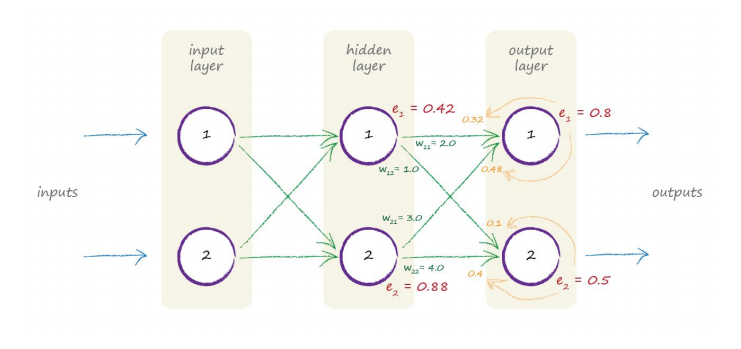 input
layer
hidden
layer
output
layer
e₁ = 0.42
e₁ = 0.8
0.32
1
1
1
w₁₁= 2.0
w₁₂= 1.0
0.48
inputs
outputs
w₂₁= 3.0
0.1
2
2
2
w₂₂= 4.0
0.4
e₂ = 0.88
e₂ = 0.5